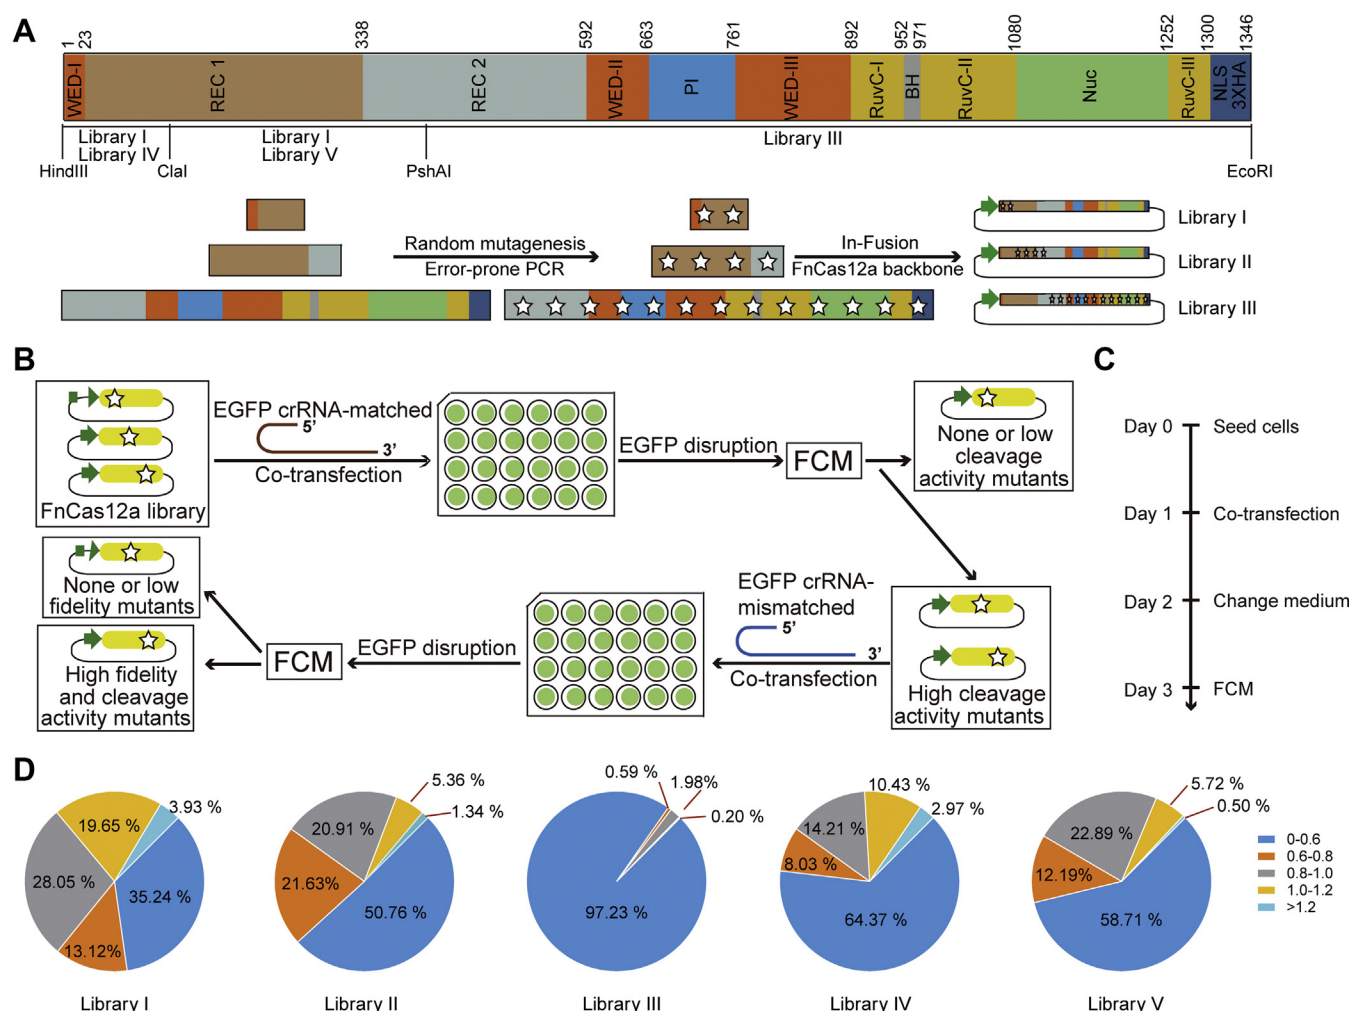 A
1 23 338 592 663 761 892 952 971 1080 1252 1300 1346
WED-I REC 1 REC 2 WED-II PI WED-III RuvC-I BH RuvC-II Nuc RuvC-III NLS 3XHA
Library I Library I Library III
Library IV Library V
HindIII ClaI PshAI EcoRI
Random mutagenesis
Error-prone PCR
In-Fusion
FnCas12a backbone
Library I
Library II
Library III
B
FnCas12a library
EGFP crRNA-matched
5’
3’
Co-transfection
EGFP disruption
FCM
None or low
cleavage
activity mutants
High cleavage
activity mutants
EGFP crRNA-
mismatched
5’
3’
Co-transfection
EGFP disruption
FCM
None or low
fidelity mutants
High fidelity
and cleavage
activity mutants
C
Day 0 Seed cells
Day 1 Co-transfection
Day 2 Change medium
Day 3 FCM
D
3.93 %
19.65 %
28.05 %
35.24 %
13.12%
Library I
5.36 %
1.34 %
20.91 %
21.63%
50.76 %
Library II
0.59 %
1.98%
0.20 %
97.23 %
Library III
10.43 %
2.97 %
14.21 %
8.03 %
64.37 %
Library IV
5.72 %
0.50 %
22.89 %
12.19%
58.71 %
Library V
0-0.6
0.6-0.8
0.8-1.0
1.0-1.2
>1.2